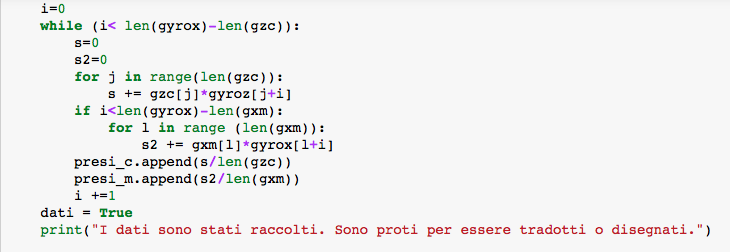 i=0
while (i< len(gyrox)-len(gzc)):
    s=0
    s2=0
    for j in range(len(gzc)):
        s += gzc[j]*gyroz[j+i]
    if i<len(gyrox)-len(gxm):
        for l in range (len(gxm)):
            s2 += gxm[l]*gyrox[l+i]
    presi_c.append(s/len(gzc))
    presi_m.append(s2/len(gxm))
    i +=1
dati = True
print("I dati sono stati raccolti. Sono proti per essere tradotti o disegnati.")